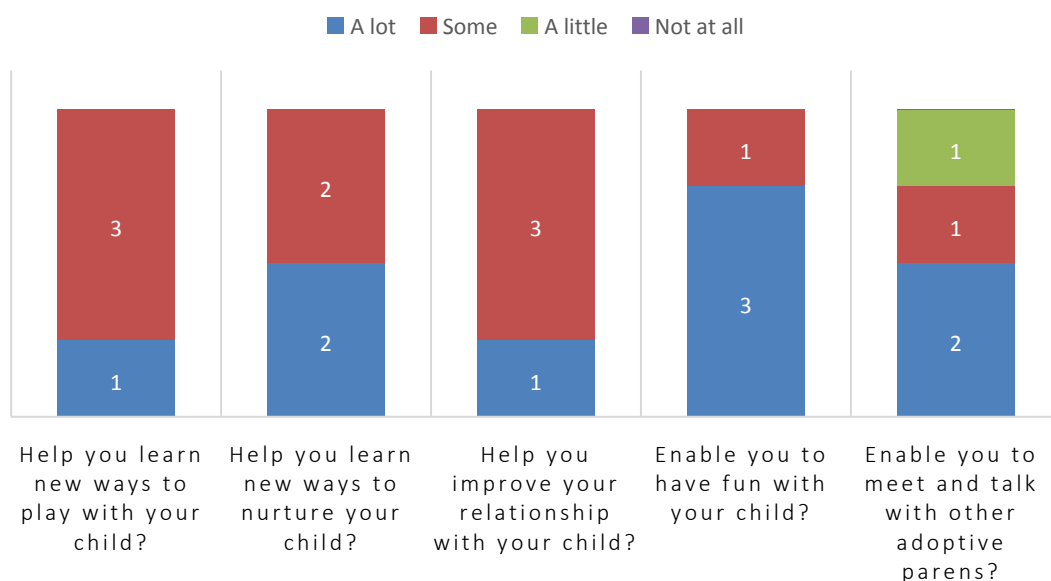 A lot Some A little Not at all
3
1
2
2
3
1
1
3
1
1
2
Help you learn
new ways to
play with your
child?
Help you learn
new ways to
nurture your
child?
Help you
improve your
relationship
with your child?
Enable you to
have fun with
your child?
Enable you to
meet and talk
with other
adoptive
parens?